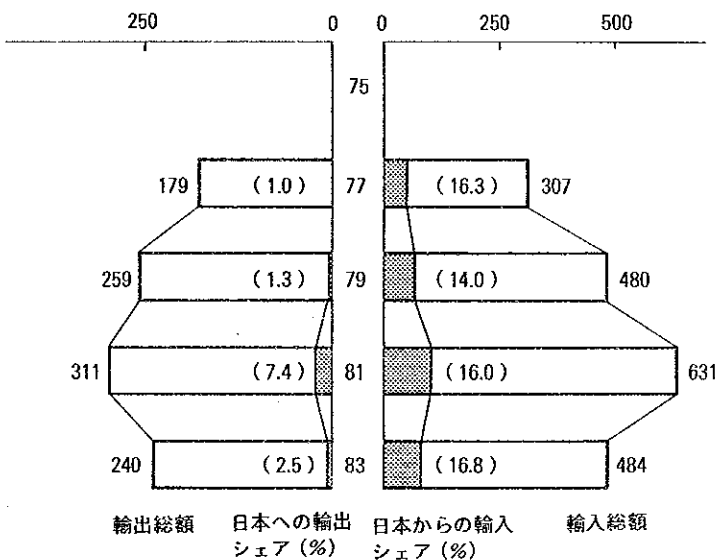 250 0 0 250 500
75
179 (1.0) 77 (16.3) 307
259 (1.3) 79 (14.0) 480
311 (7.4) 81 (16.0) 631
240 (2.5) 83 (16.8) 484
輸出総額 日本への輸出 日本からの輸入 輸入総額
シェア(%) シェア(%)